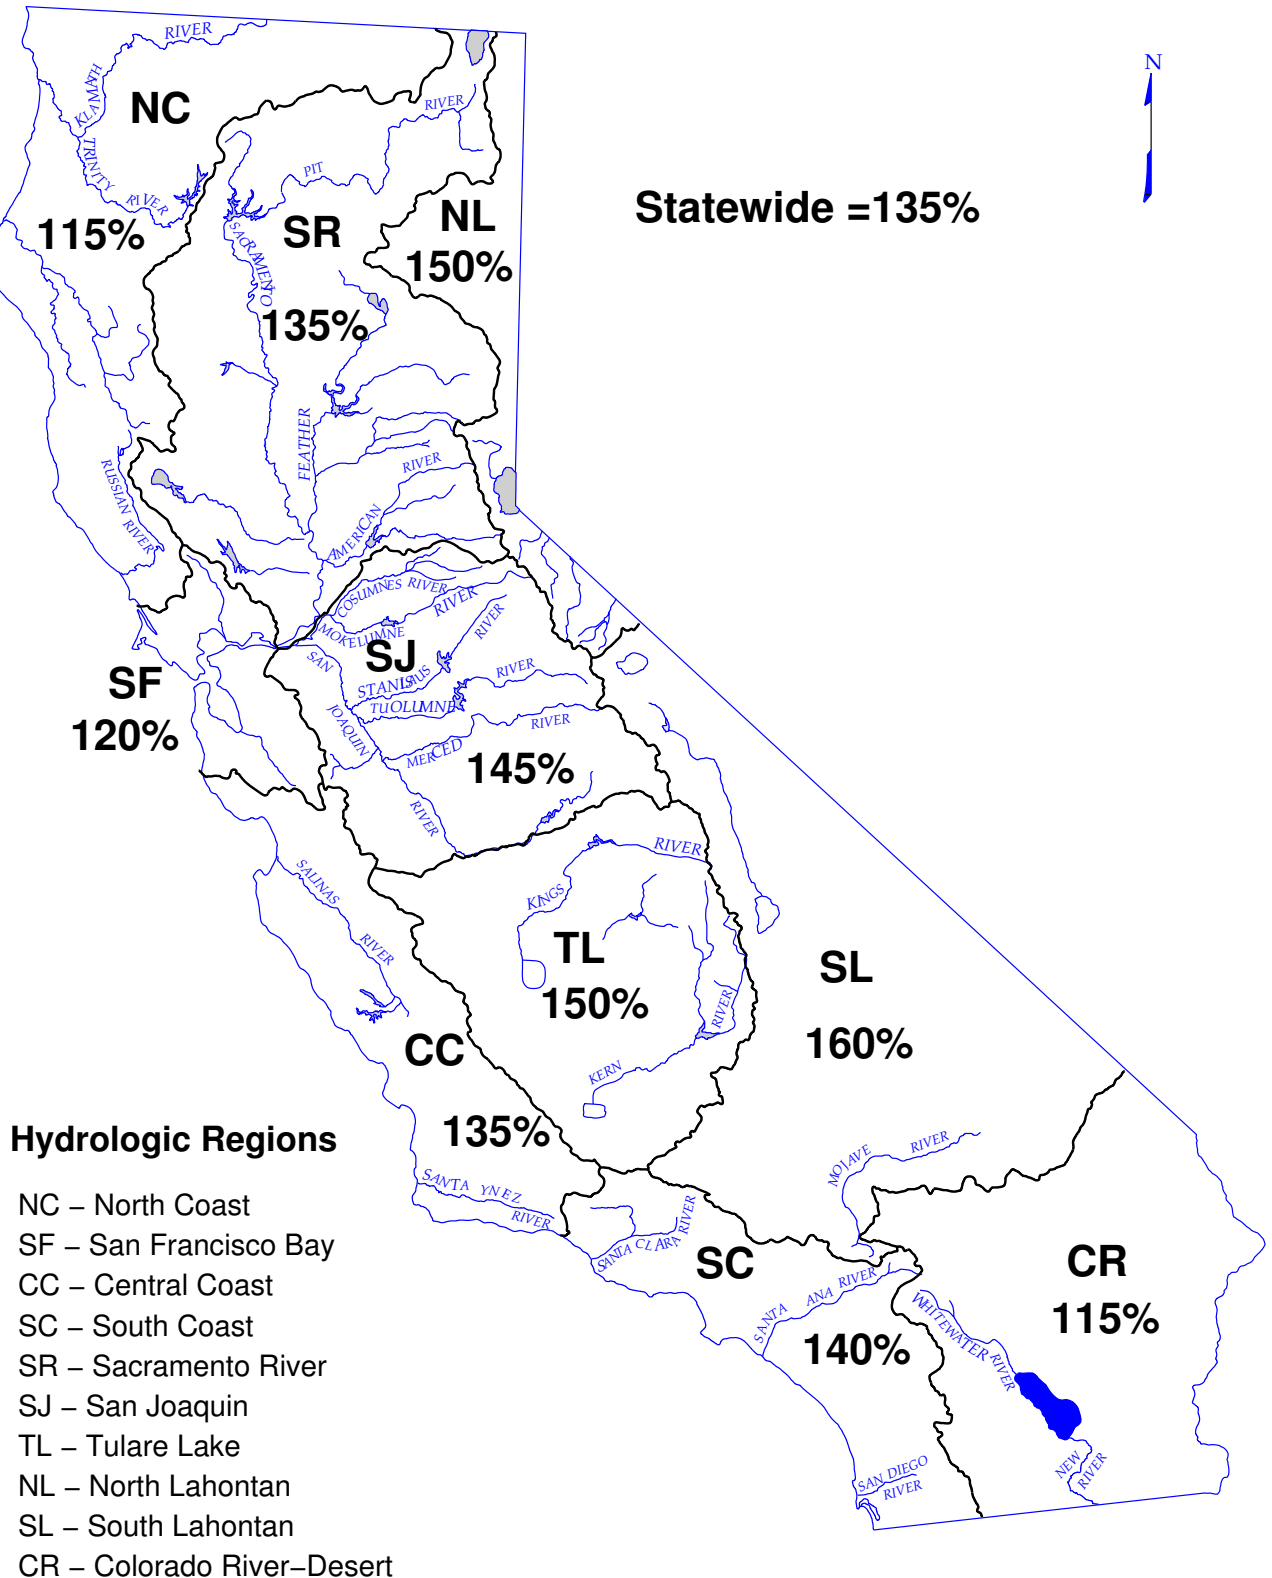 RIVER
N
KLAMATH
NC
RIVER
TRINITY
RIVER
PIT
115%
SR
NL
150%
Statewide =135%
SACRAMENTO
135%
FEATHER
RIVER
AMERICAN
RUSSIAN RIVER
COSUMNES RIVER
RIVER
MOKELUMNE
RIVER
SAN
SJ
STANISLAUS
RIVER
SF
120%
JOAQUIN
TUOLUMNE
RIVER
MERCED
145%
RIVER
RIVER
SALINAS
KINGS
RIVER
RIVER
TL
150%
SL
160%
RIVER
CC
KERN
135%
Hydrologic Regions
MOJAVE
RIVER
SANTA YNEZ
RIVER
SANTA CLARA
RIVER
SC
CR
115%
SANTA
ANA RIVER
WHITEWATER
RIVER
140%
SAN DIEGO
RIVER
NEW
RIVER
NC – North Coast
SF – San Francisco Bay
CC – Central Coast
SC – South Coast
SR – Sacramento River
SJ – San Joaquin
TL – Tulare Lake
NL – North Lahontan
SL – South Lahontan
CR – Colorado River–Desert